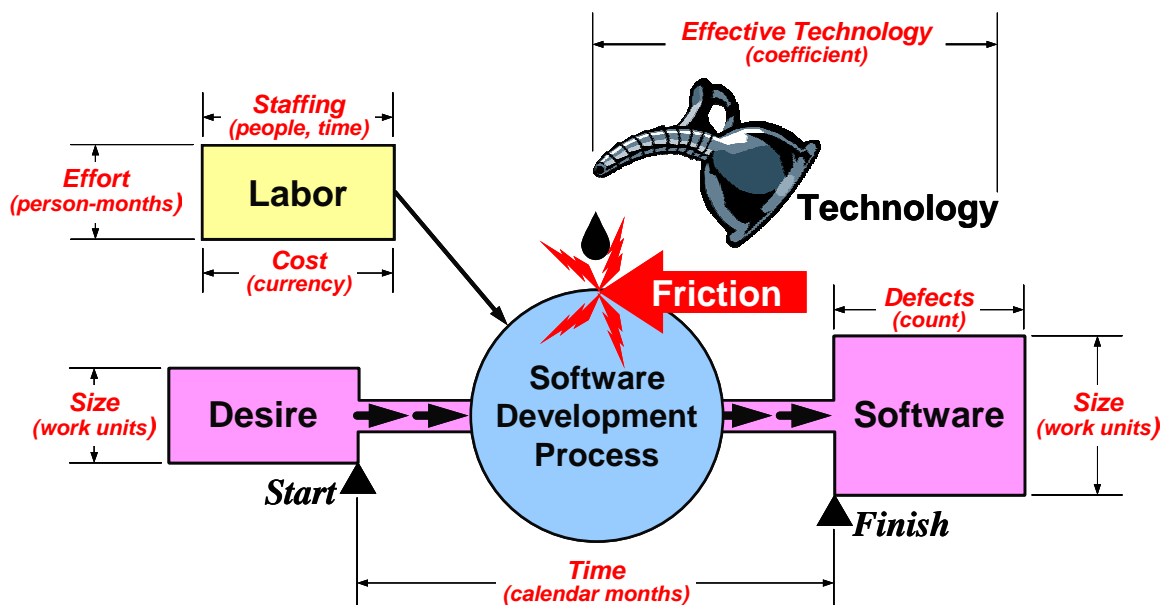 Effective Technology
(coefficient)
Staffing
(people, time)
Effort
(person-months)
Labor
Technology
Cost
(currency)
Friction
Defects
(count)
Size
(work units)
Desire
Software
Development
Process
Software
Size
(work units)
Start
Finish
Time
(calendar months)